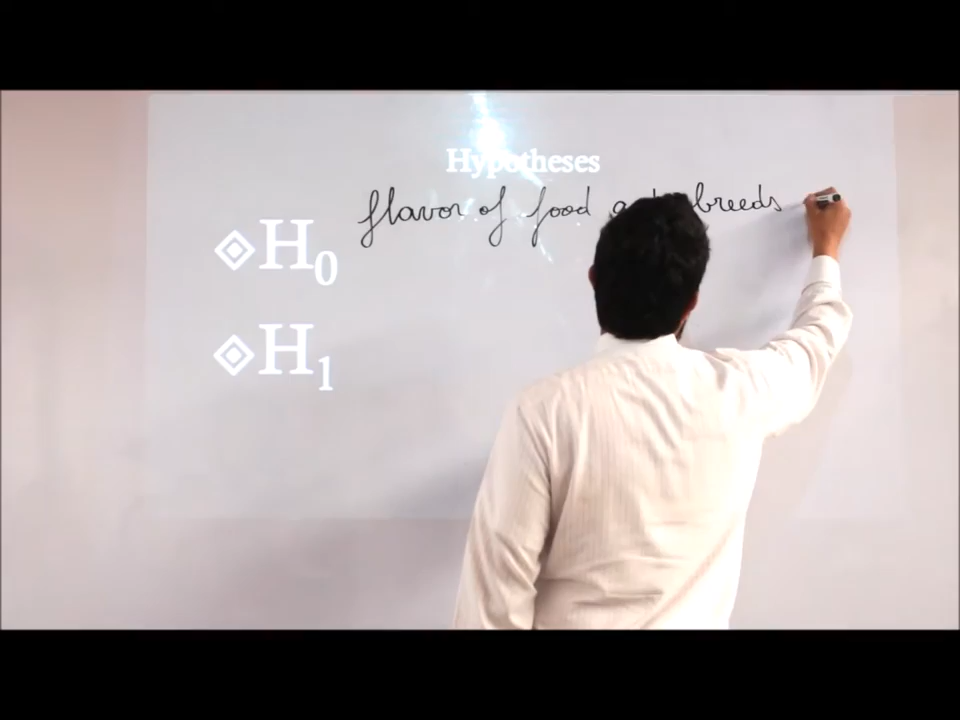 Hypotheses
flavor of food breeds
H0
H1